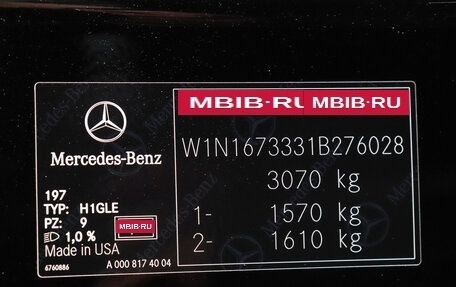 MBIB-RU MBIB-RU
W1N1673331B276028
Mercedes-Benz
3070 kg
197
TYP: H1GLE
1- 1570 kg
PZ: 9
MBIB-RU
1,0 %
2- 1610 kg
Made in USA
6760886 A 000 817 40 04